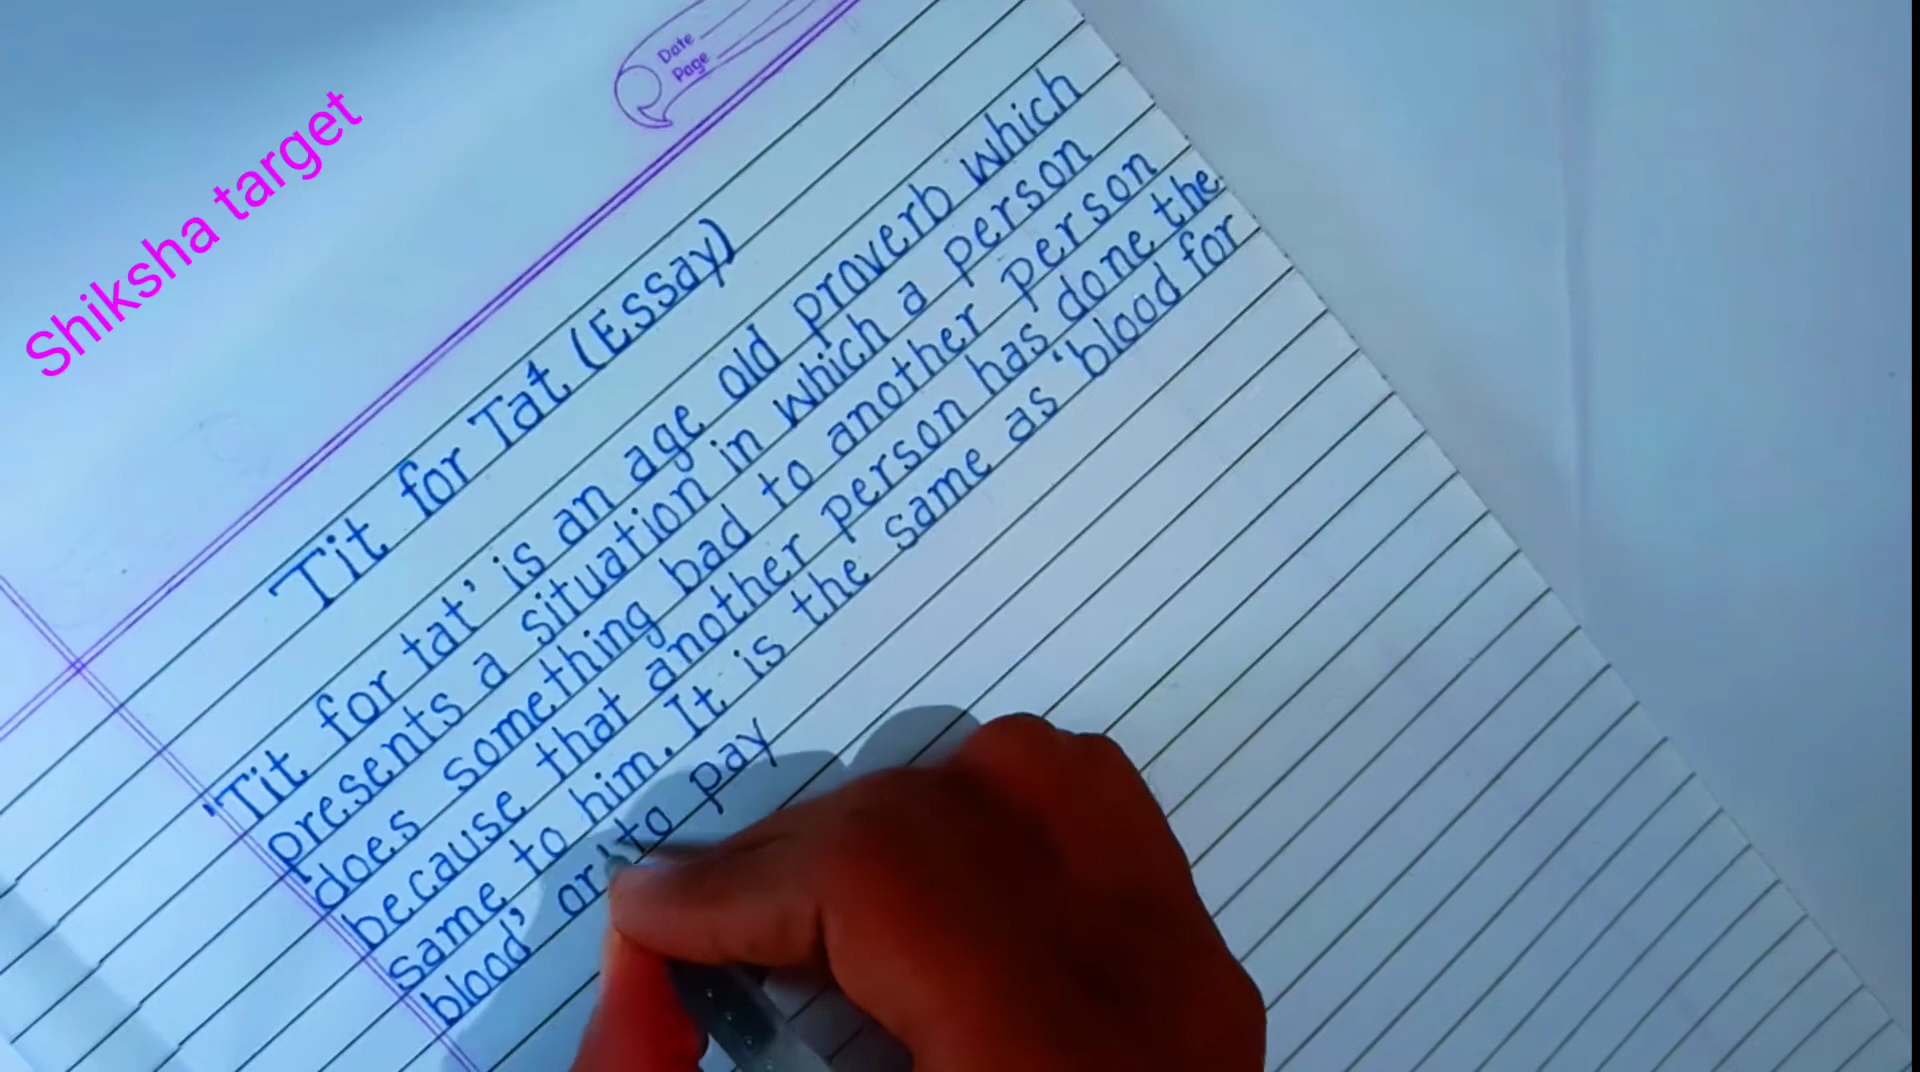 Shiksha target
Date
Page
Tit for Tat (Essay)
'Tit for tat' is an age old proverb which
presents a situation in which a person
does something bad to another person
because that another person has done the
same to him. It is the same as 'blood for
blood' or 'to pay